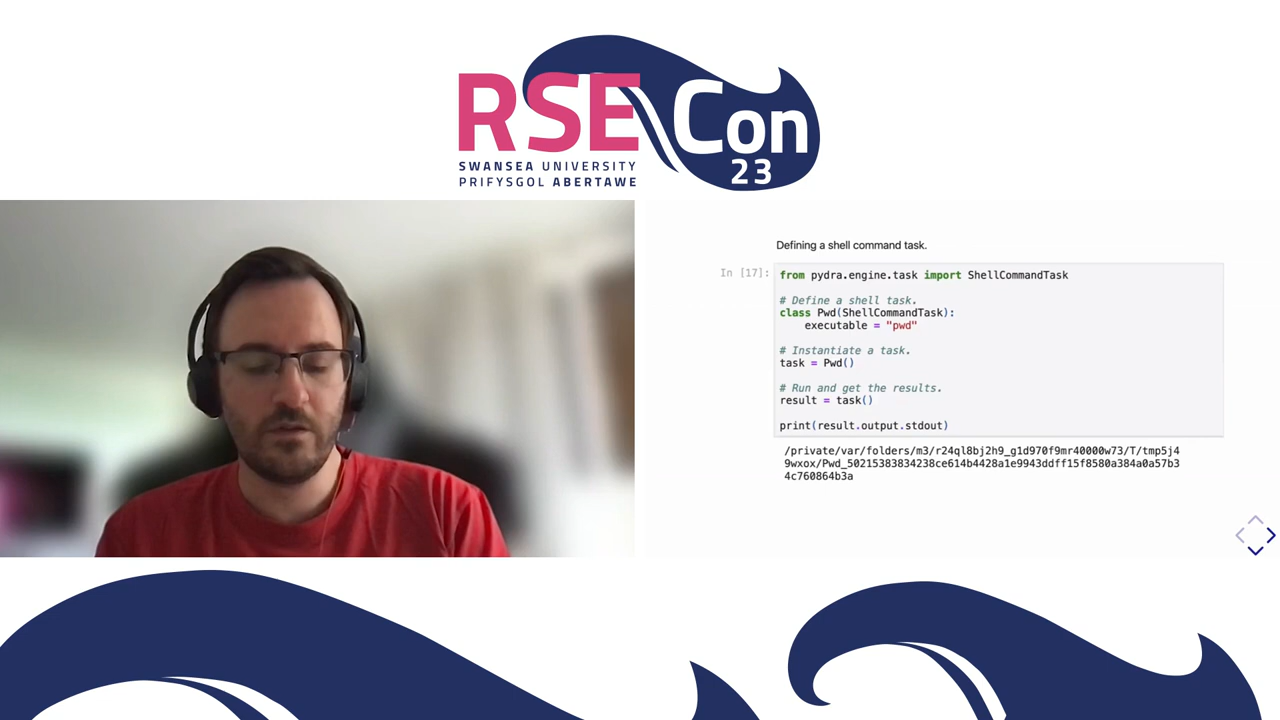 RSE Con
SWANSEA UNIVERSITY
PRIFYSGOL ABERTAWE
23
Defining a shell command task.
In [17]:
from pydra.engine.task import ShellCommandTask
# Define a shell task.
class Pwd(ShellCommandTask):
    executable = "pwd"
# Instantiate a task.
task = Pwd()
# Run and get the results.
result = task()
print(result.output.stdout)
/private/var/folders/m3/r24ql8bj2h9_g1d970f9mr40000w73/T/tmp5j4
9wxox/Pwd_50215383834238ce614b4428a1e9943ddff15f8580a384a0a57b3
4c760864b3a